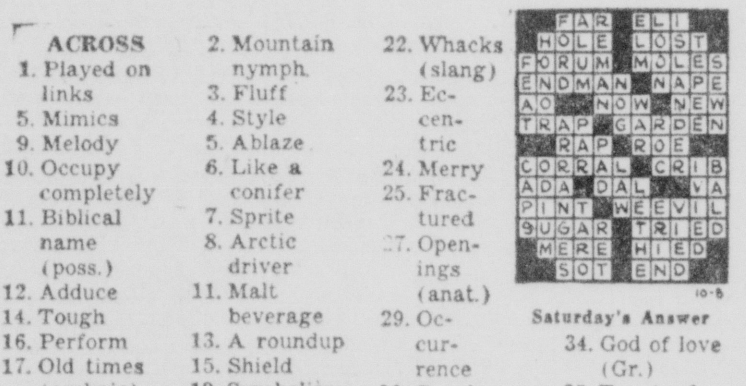 ACROSS
1. Played on
links
5. Mimics
9. Melody
10. Occupy
completely
11. Biblical
name
(poss.)
12. Adduce
14. Tough
16. Perform
17. Old times
2. Mountain
nymph
3. Fluff
4. Style
5. Ablaze
6. Like a
conifer
7. Sprite
8. Arctic
driver
11. Malt
beverage
13. A roundup
15. Shield
22. Whacks
(slang)
23. Ec-
cen-
tric
24. Merry
25. Frac-
tured
27. Open-
ings
(anat.)
29. Oc-
cur-
rence
FAR ELI
HOLE LOST
FORUM MOLES
ENDMAN NAPE
AO NOW NEW
TRAP GARDEN
RAP ROE
CORRAL CRIB
ADA DAL VA
PINT WEEVIL
SUGAR TRIED
MERE HIED
SOT END
10-8
Saturday's Answer
34. God of love
(Gr.)